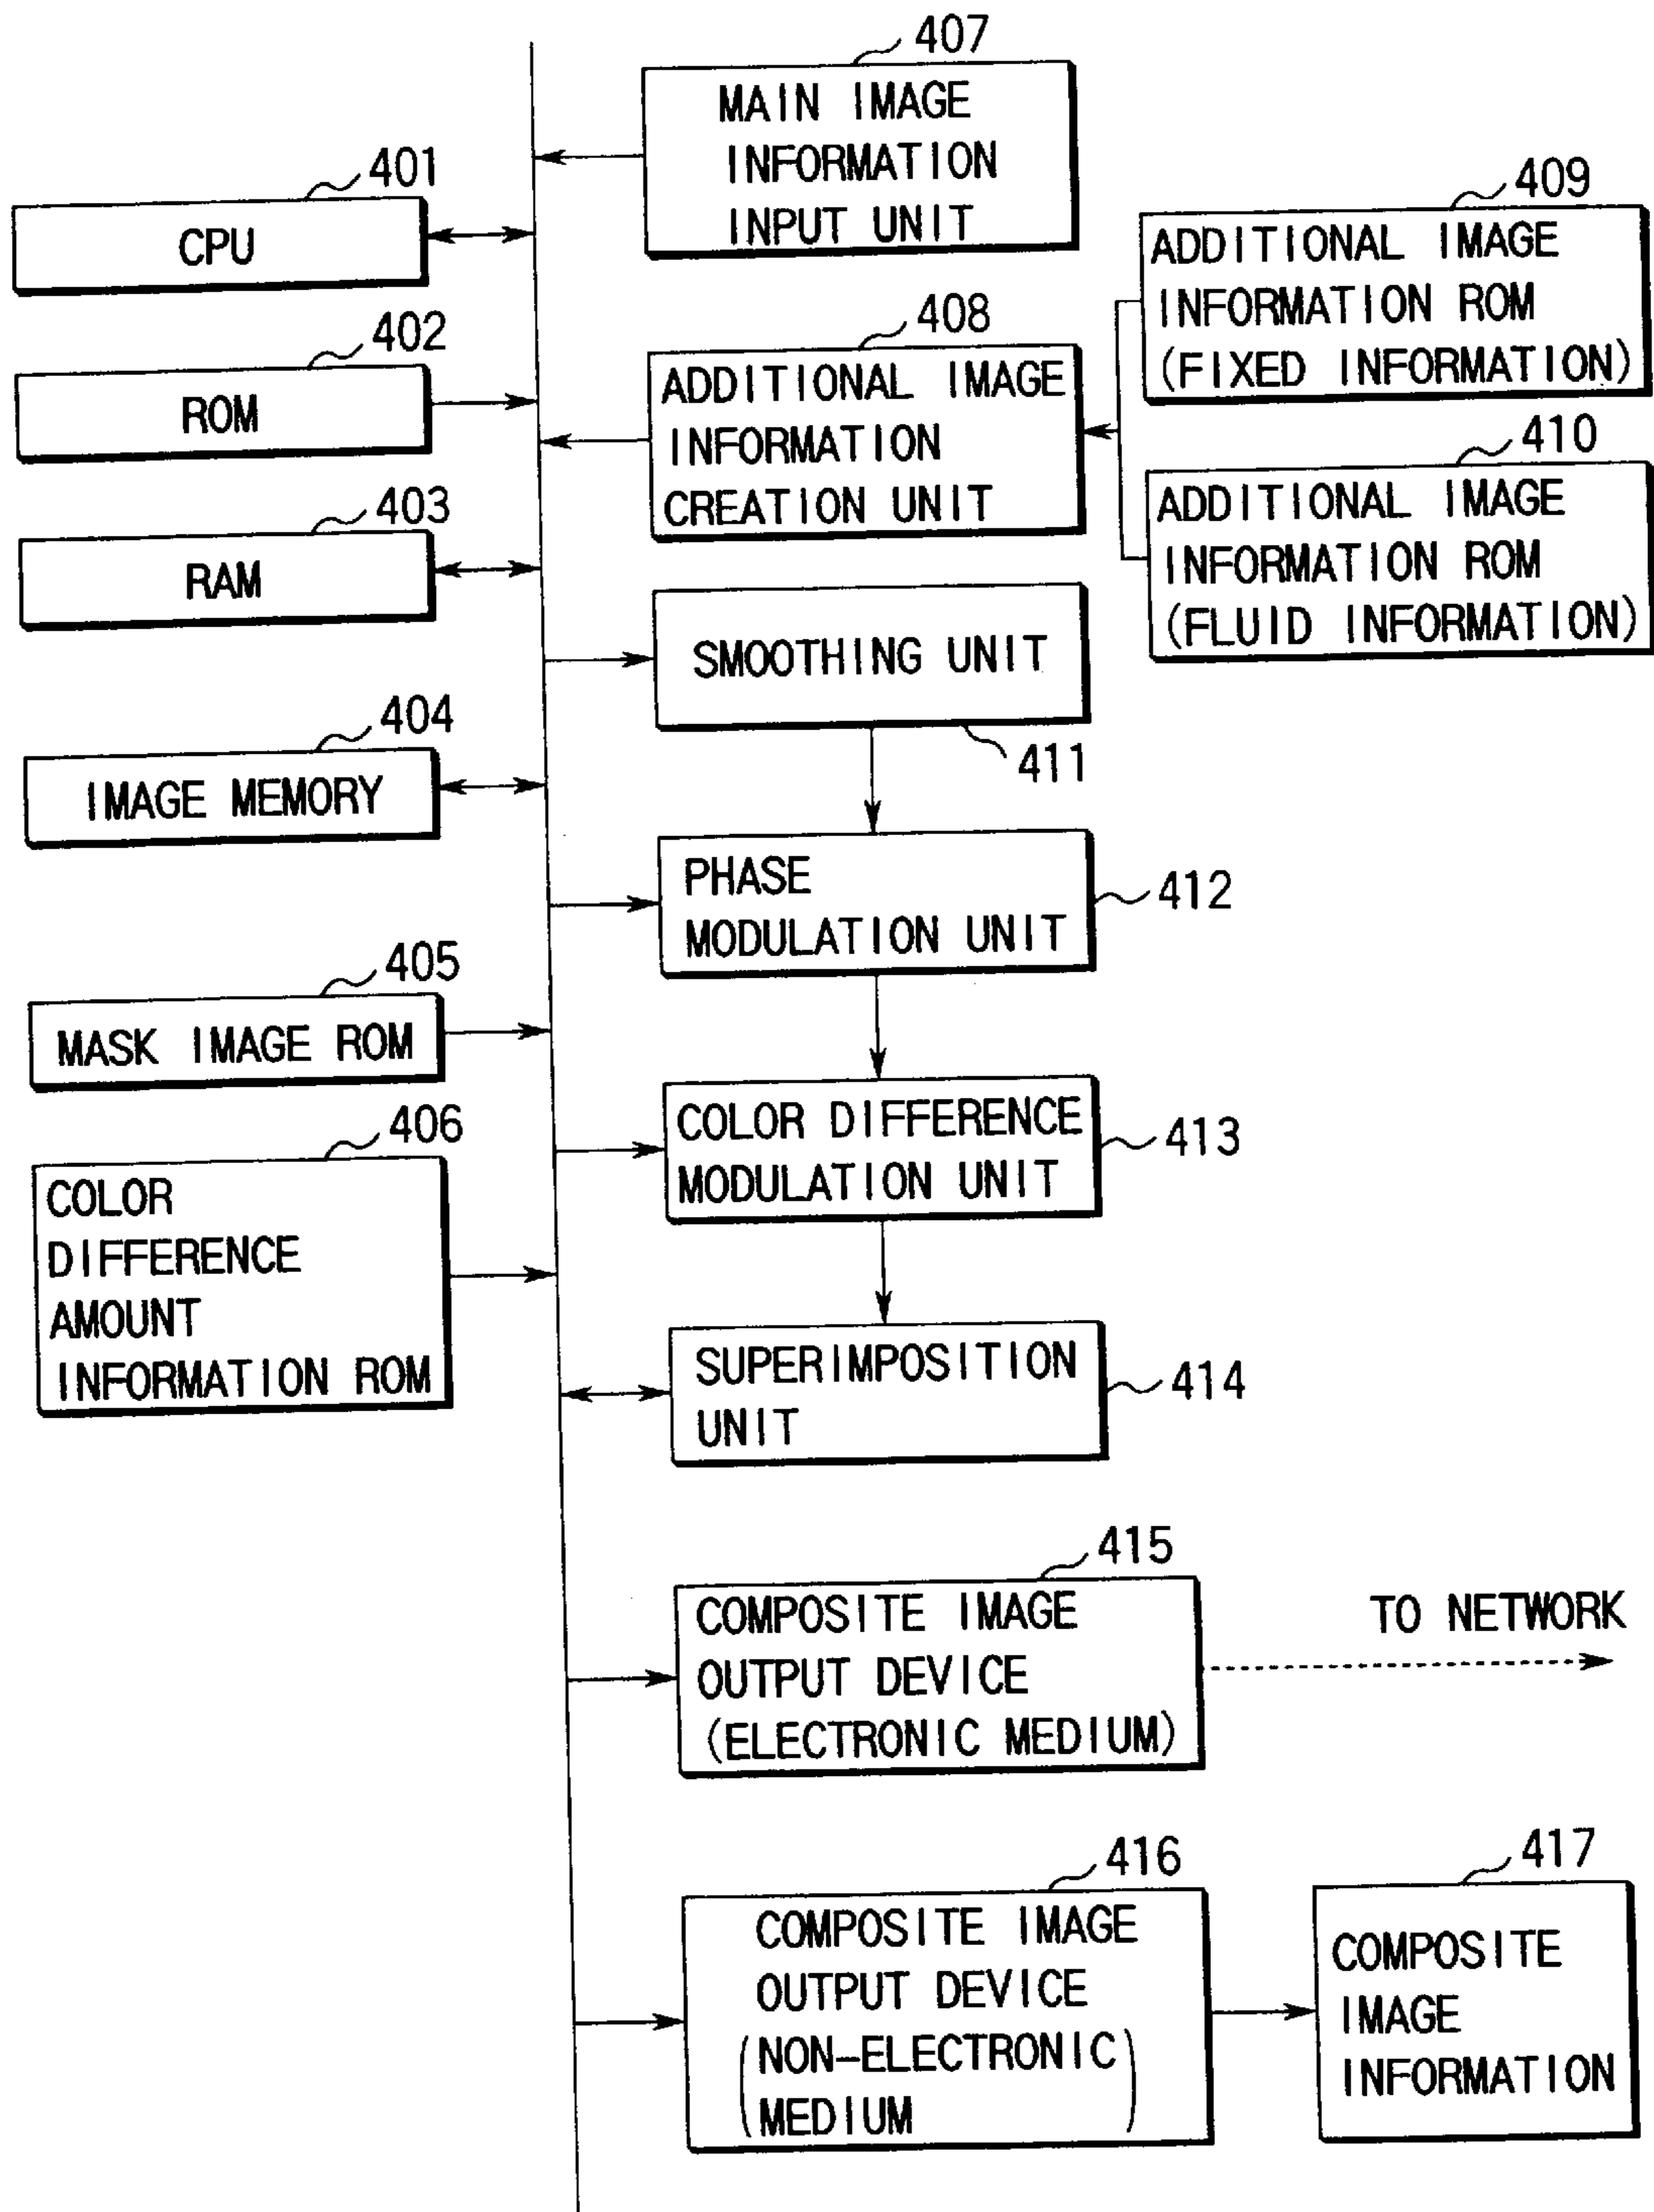 407
MAIN IMAGE
INFORMATION
INPUT UNIT
401
CPU
409
ADDITIONAL IMAGE
INFORMATION ROM
(FIXED INFORMATION)
402
ROM
408
ADDITIONAL IMAGE
INFORMATION
CREATION UNIT
410
ADDITIONAL IMAGE
INFORMATION ROM
(FLUID INFORMATION)
403
RAM
SMOOTHING UNIT
411
404
IMAGE MEMORY
PHASE
MODULATION UNIT
412
405
MASK IMAGE ROM
COLOR DIFFERENCE
MODULATION UNIT
413
406
COLOR
DIFFERENCE
AMOUNT
INFORMATION ROM
SUPERIMPOSITION
UNIT
414
415
COMPOSITE IMAGE
OUTPUT DEVICE
(ELECTRONIC MEDIUM)
TO NETWORK
416
COMPOSITE IMAGE
OUTPUT DEVICE
(NON-ELECTRONIC
MEDIUM)
417
COMPOSITE
IMAGE
INFORMATION